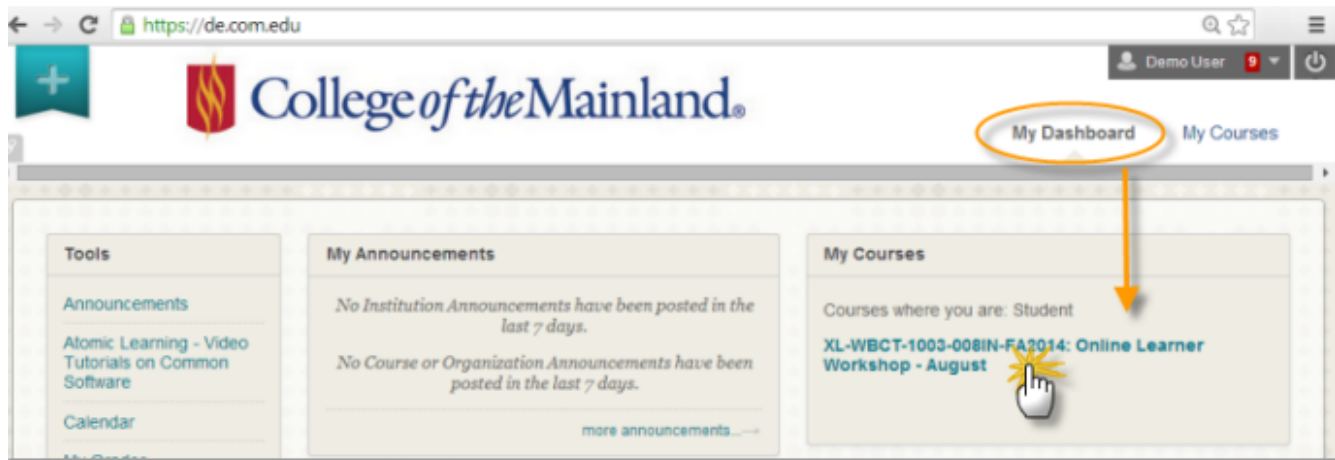 https://de.com.edu
Demo User 9
College of the Mainland®
My Dashboard My Courses
Tools
Announcements
Atomic Learning - Video
Tutorials on Common
Software
Calendar
My Grades
My Announcements
No Institution Announcements have been posted in the
last 7 days.
No Course or Organization Announcements have been
posted in the last 7 days.
more announcements...→
My Courses
Courses where you are: Student
XL-WBCT-1003-008IN-FA2014: Online Learner
Workshop - August